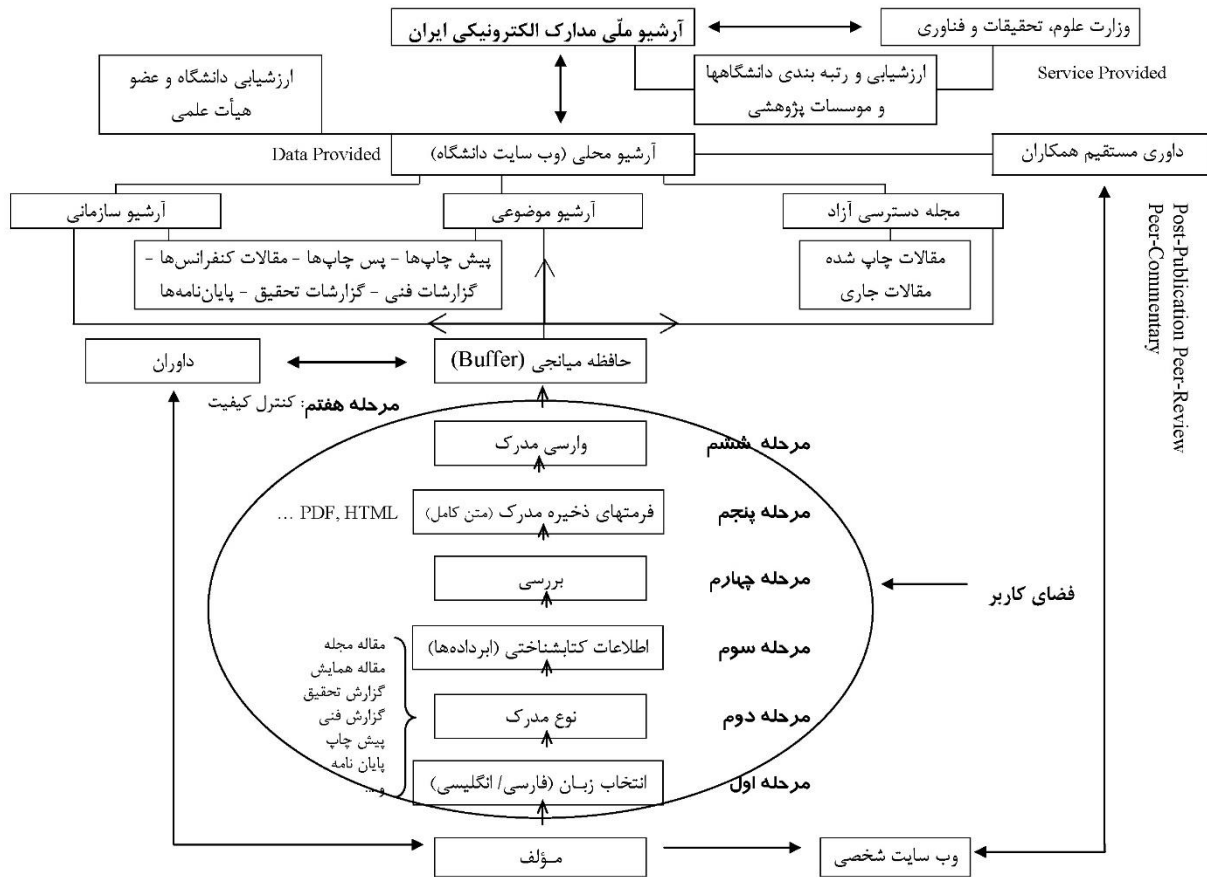 آرشیو ملّی مدارک الکترونیکی ایران
وزارت علوم، تحقیقات و فناوری
ارزشیابی دانشگاه و عضو
هیأت علمی
ارزشیابی و رتبه بندی دانشگاهها
و موسسات پژوهشی
Service Provided
Data Provided
آرشیو محلی (وب سایت دانشگاه)
داوری مستقیم همکاران
آرشیو سازمانی
آرشیو موضوعی
مجله دسترسی آزاد
پیش چاپ‌ها - پس چاپ‌ها - مقالات کنفرانس‌ها -
گزارشات فنی - گزارشات تحقیق - پایان‌نامه‌ها
مقالات چاپ شده
مقالات جاری
Post-Publication Peer-Review
Peer-Commentary
داوران
حافظه میانجی (Buffer)
مرحله هفتم: کنترل کیفیت
مرحله ششم
وارسی مدرک
مرحله پنجم
فرمتهای ذخیره مدرک (متن کامل)
... PDF, HTML
مرحله چهارم
بررسی
فضای کاربر
مرحله سوم
اطلاعات کتابشناختی (ابرداده‌ها)
مرحله دوم
نوع مدرک
مقاله مجله
مقاله همایش
گزارش تحقیق
گزارش فنی
پیش چاپ
پایان نامه
و ...
مرحله اول
انتخاب زبـان (فارسی/ انگلیسی)
مـؤلف
وب سایت شخصی